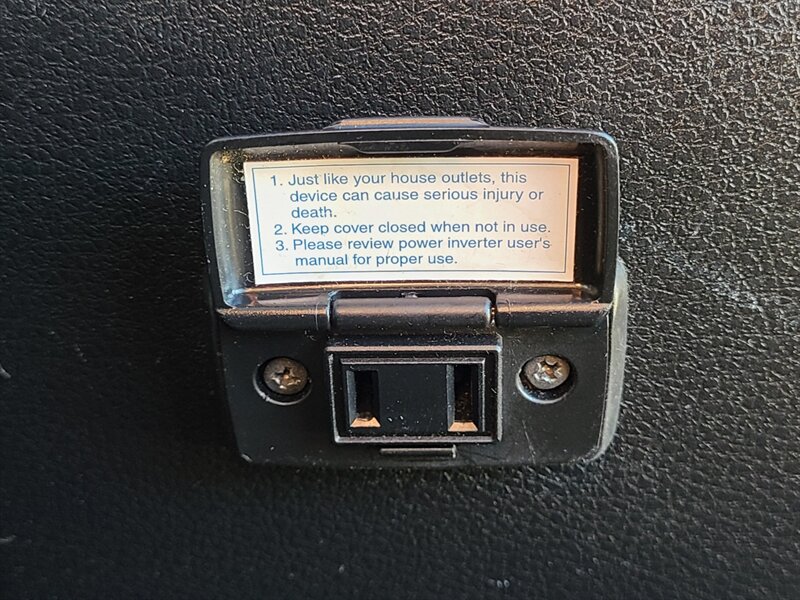 1. Just like your house outlets, this
device can cause serious injury or
death.
2. Keep cover closed when not in use.
3. Please review power inverter user's
manual for proper use.